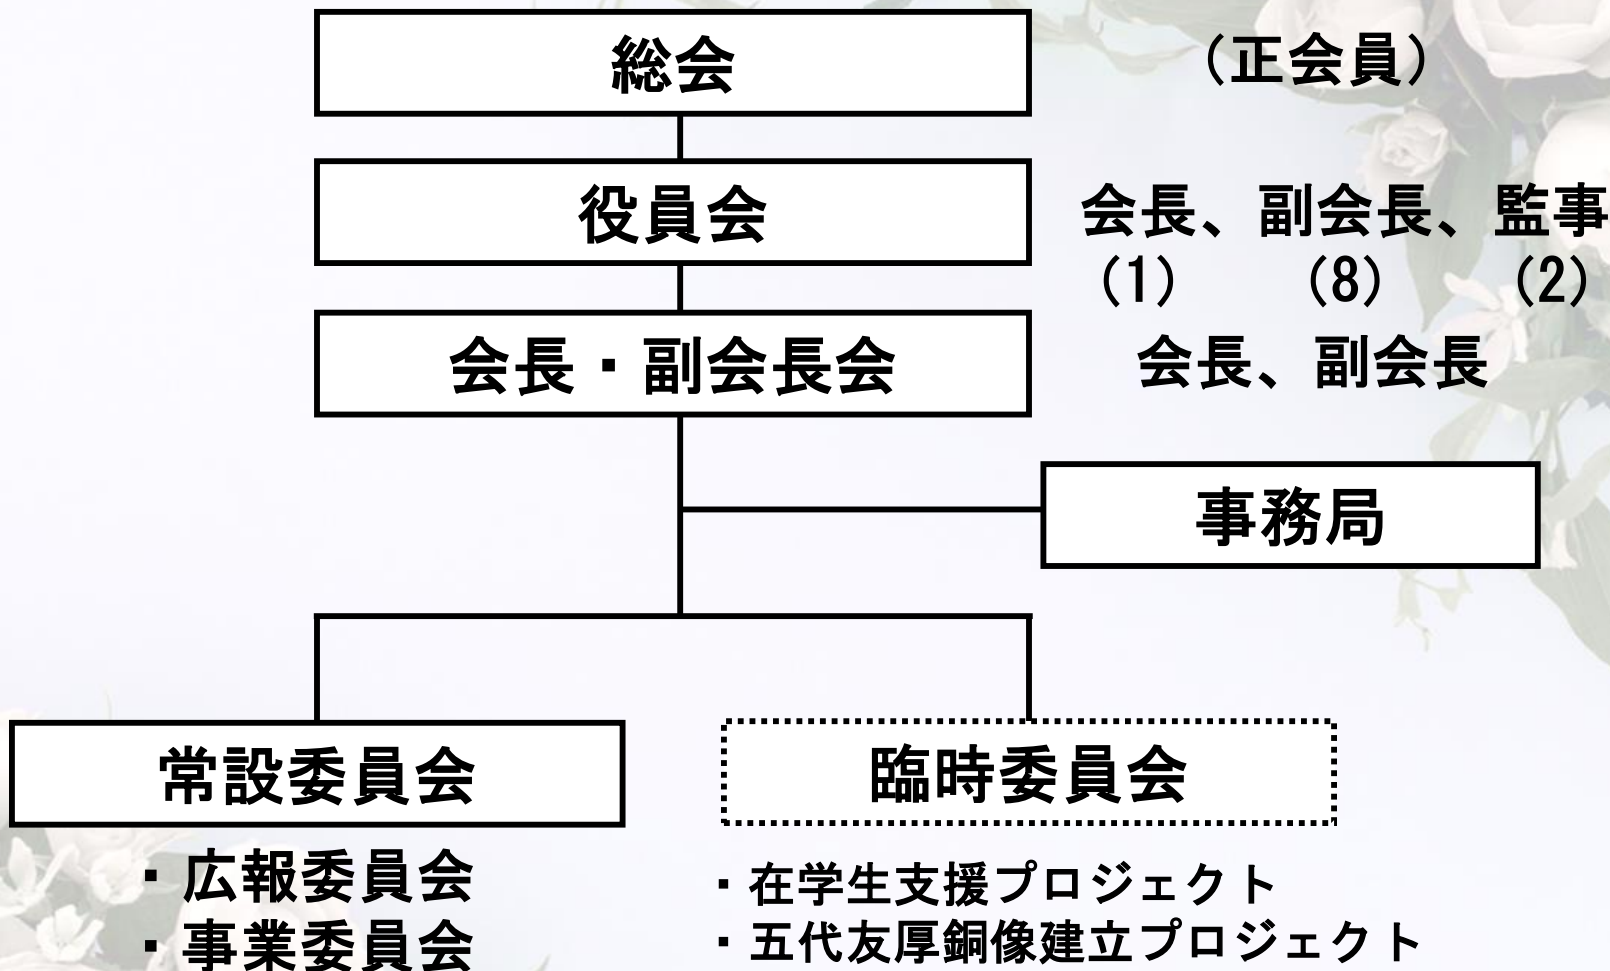 総会
（正会員）
役員会
会長、副会長、監事
（1） （8） （2）
会長・副会長会
会長、副会長
事務局
常設委員会
臨時委員会
・広報委員会
・事業委員会
・在学生支援プロジェクト
・五代友厚銅像建立プロジェクト